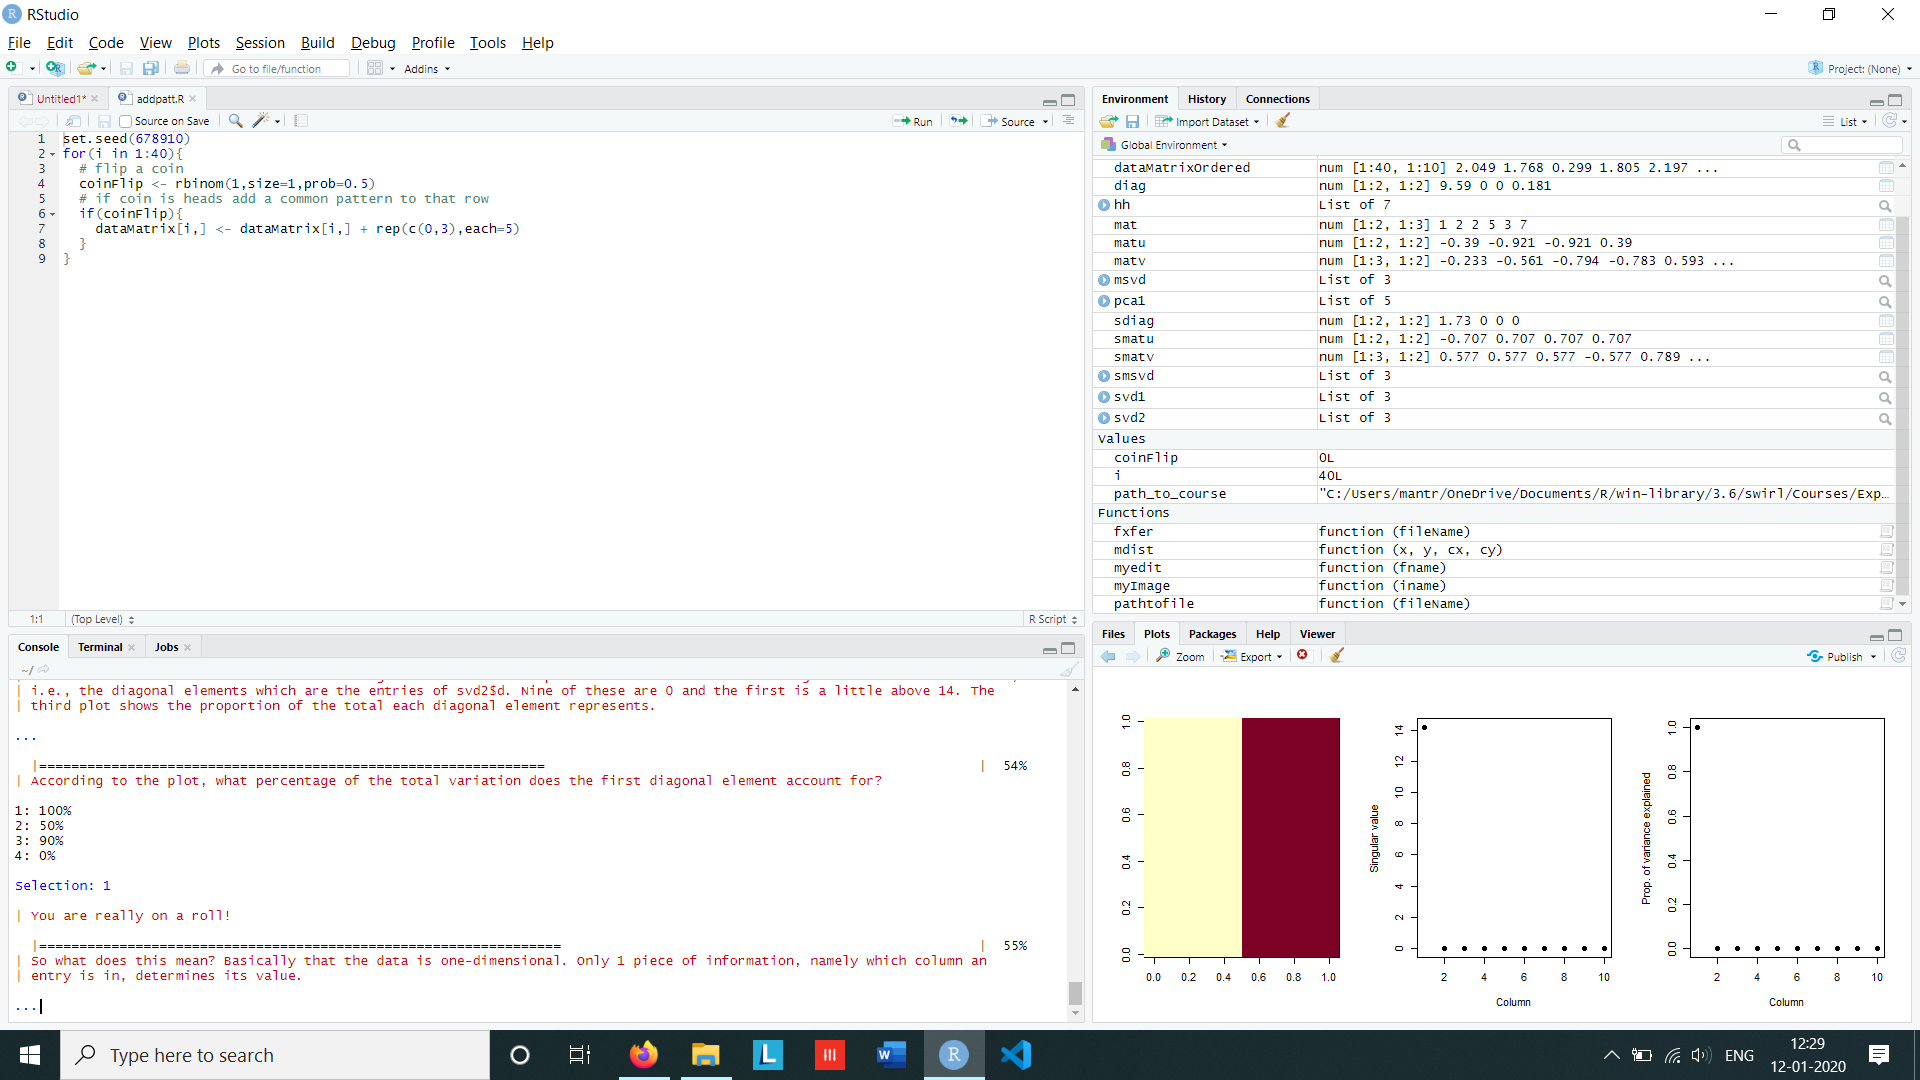 RStudio
File Edit Code View Plots Session Build Debug Profile Tools Help
Go to file/function Addins Project: (None)
Untitled1* addpatt.R
Source on Save Run Source
1 set.seed(678910)
2 for(i in 1:40){
3   # flip a coin
4   coinFlip <- rbinom(1,size=1,prob=0.5)
5   # if coin is heads add a common pattern to that row
6   if(coinFlip){
7     dataMatrix[i,] <- dataMatrix[i,] + rep(c(0,3),each=5)
8   }
9 }
1:1 (Top Level) R Script
Console Terminal Jobs
~/
| i.e., the diagonal elements which are the entries of svd2$d. Nine of these are 0 and the first is a little above 14. The
| third plot shows the proportion of the total each diagonal element represents.
...
|=============================================================== | 54%
| According to the plot, what percentage of the total variation does the first diagonal element account for?
1: 100%
2: 50%
3: 90%
4: 0%
Selection: 1
| You are really on a roll!
|================================================================= | 55%
| So what does this mean? Basically that the data is one-dimensional. Only 1 piece of information, namely which column an
| entry is in, determines its value.
...
Environment History Connections
Import Dataset List
Global Environment
dataMatrixOrdered num [1:40, 1:10] 2.049 1.768 0.299 1.805 2.197 ...
diag num [1:2, 1:2] 9.59 0 0 0.181
hh List of 7
mat num [1:2, 1:3] 1 2 2 5 3 7
matu num [1:2, 1:2] -0.39 -0.921 -0.921 0.39
matv num [1:3, 1:2] -0.233 -0.561 -0.794 -0.783 0.593 ...
msvd List of 3
pca1 List of 5
sdiag num [1:2, 1:2] 1.73 0 0 0
smatu num [1:2, 1:2] -0.707 0.707 0.707 0.707
smatv num [1:3, 1:2] 0.577 0.577 0.577 -0.577 0.789 ...
smsvd List of 3
svd1 List of 3
svd2 List of 3
Values
coinFlip 0L
i 40L
path_to_course "C:/Users/mantr/OneDrive/Documents/R/win-library/3.6/swirl/Courses/Exp...
Functions
fxfer function (fileName)
mdist function (x, y, cx, cy)
myedit function (fname)
myImage function (iname)
pathtofile function (fileName)
Files Plots Packages Help Viewer
Zoom Export Publish
1.0
0.8
0.6
0.4
0.2
0.0
0.0 0.2 0.4 0.6 0.8 1.0
Singular value
14
12
10
8
6
4
2
0
2 4 6 8 10
Column
Prop. of variance explained
1.0
0.8
0.6
0.4
0.2
0.0
2 4 6 8 10
Column
Type here to search
ENG
12:29
12-01-2020